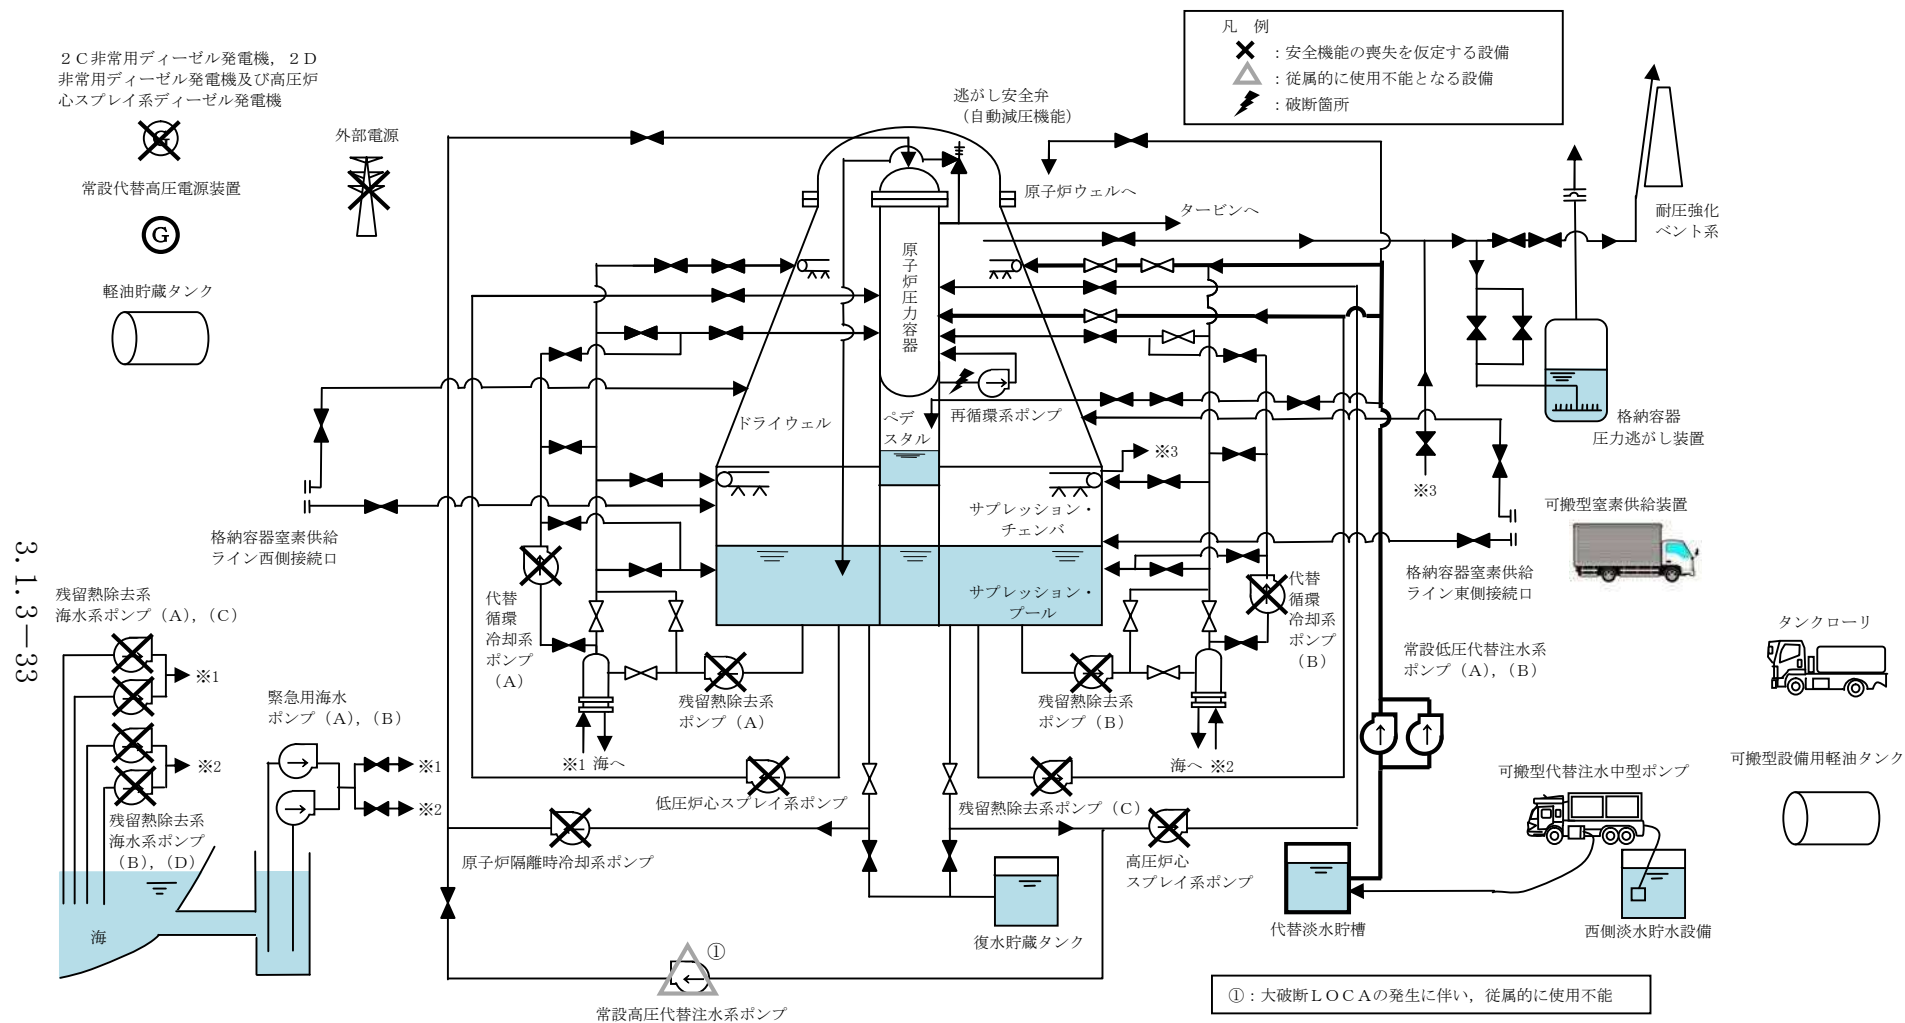 凡　例
：安全機能の喪失を仮定する設備
：従属的に使用不能となる設備
：破断箇所
２Ｃ非常用ディーゼル発電機，２Ｄ
非常用ディーゼル発電機及び高圧炉
心スプレイ系ディーゼル発電機
G
外部電源
常設代替高圧電源装置
G
軽油貯蔵タンク
逃がし安全弁
（自動減圧機能）
原子炉ウェルへ
タービンへ
耐圧強化
ベント系
原子炉圧力容器
ドライウェル
ペデ
スタル
再循環系ポンプ
※3
※3
格納容器
圧力逃がし装置
サプレッション・
チェンバ
サプレッション・
プール
格納容器窒素供給
ライン西側接続口
可搬型窒素供給装置
格納容器窒素供給
ライン東側接続口
代替
循環
冷却系
ポンプ
（A）
代替
循環
冷却系
ポンプ
（B）
残留熱除去系
海水系ポンプ（A），（C）
※1
※2
残留熱除去系
海水系ポンプ
（B），（D）
緊急用海水
ポンプ（A），（B）
※1
※2
海
残留熱除去系
ポンプ（A）
残留熱除去系
ポンプ（B）
※1 海へ
海へ ※2
常設低圧代替注水系
ポンプ（A），（B）
タンクローリ
低圧炉心スプレイ系ポンプ
残留熱除去系ポンプ（C）
可搬型代替注水中型ポンプ
可搬型設備用軽油タンク
原子炉隔離時冷却系ポンプ
高圧炉心
スプレイ系ポンプ
復水貯蔵タンク
代替淡水貯槽
西側淡水貯水設備
①
常設高圧代替注水系ポンプ
①：大破断ＬＯＣＡの発生に伴い，従属的に使用不能
3.1.3－33